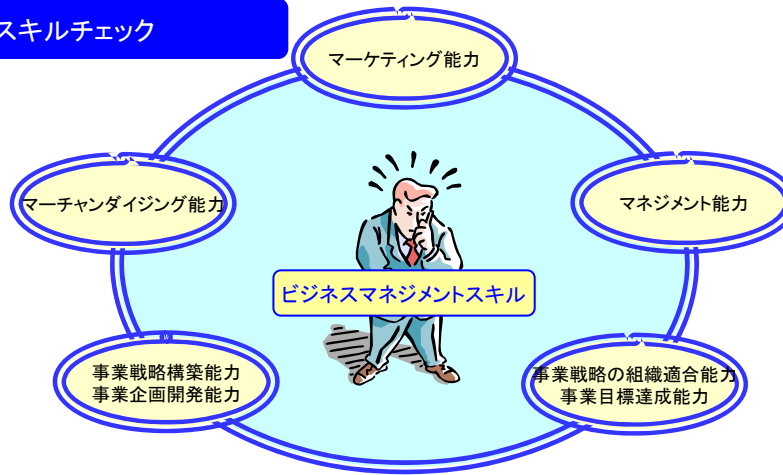 スキルチェック
マーケティング能力
マーチャンダイジング能力
マネジメント能力
ビジネスマネジメントスキル
事業戦略構築能力
事業企画開発能力
事業戦略の組織適合能力
事業目標達成能力